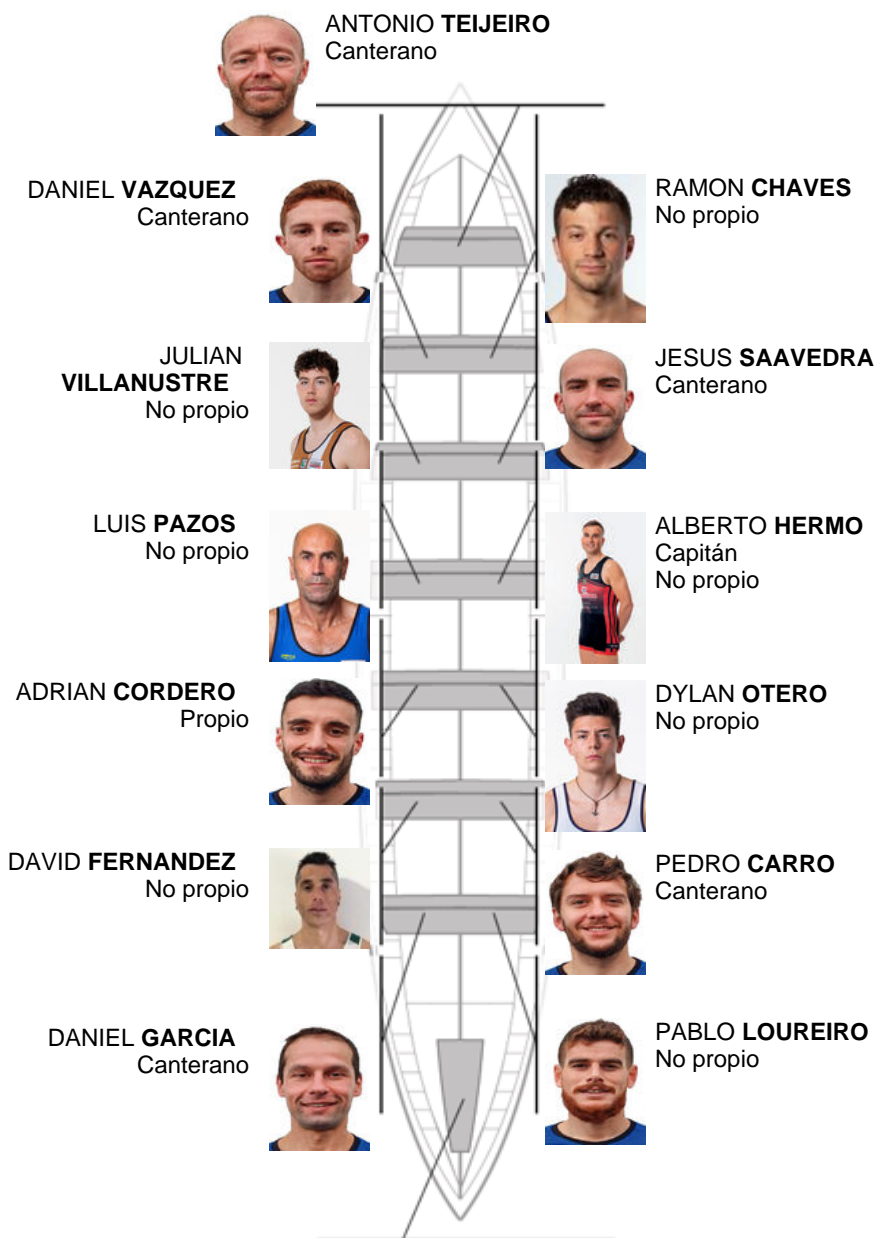 ANTONIO TEIJEIRO
Canterano
DANIEL VAZQUEZ
Canterano
RAMON CHAVES
No propio
JULIAN
VILLANUSTRE
No propio
JESUS SAAVEDRA
Canterano
LUIS PAZOS
No propio
ALBERTO HERMO
Capitán
No propio
ADRIAN CORDERO
Propio
DYLAN OTERO
No propio
DAVID FERNANDEZ
No propio
PEDRO CARRO
Canterano
DANIEL GARCIA
Canterano
PABLO LOUREIRO
No propio